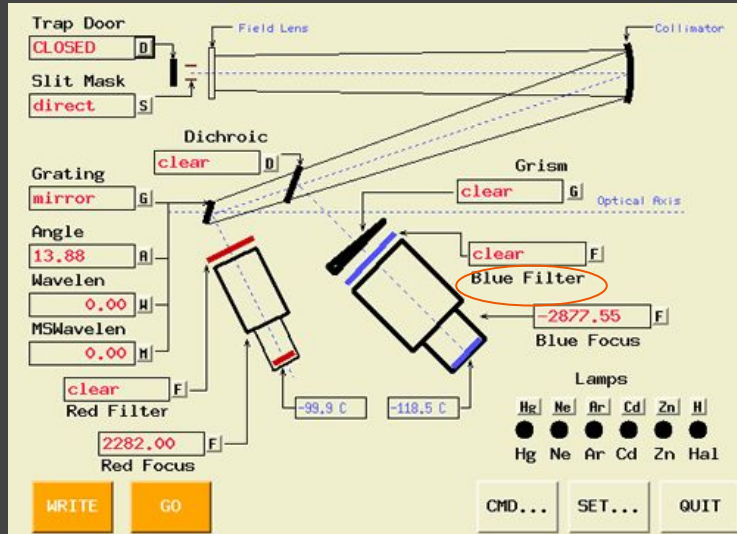 Trap Door
CLOSED D
Field Lens
Collimator
Slit Mask
direct S
Dichroic
clear D
Grating
mirror G
Grism
clear G
Optical Axis
Angle
13.88 A
clear F
Blue Filter
Wavelen
0.00 W
-2877.55 F
Blue Focus
MSWavelen
0.00 M
clear F
Red Filter
-99.9 C
-118.5 C
2282.00 F
Red Focus
Lamps
Hg Ne Ar Cd Zn H
Hg Ne Ar Cd Zn Hal
WRITE
GO
CMD...
SET...
QUIT